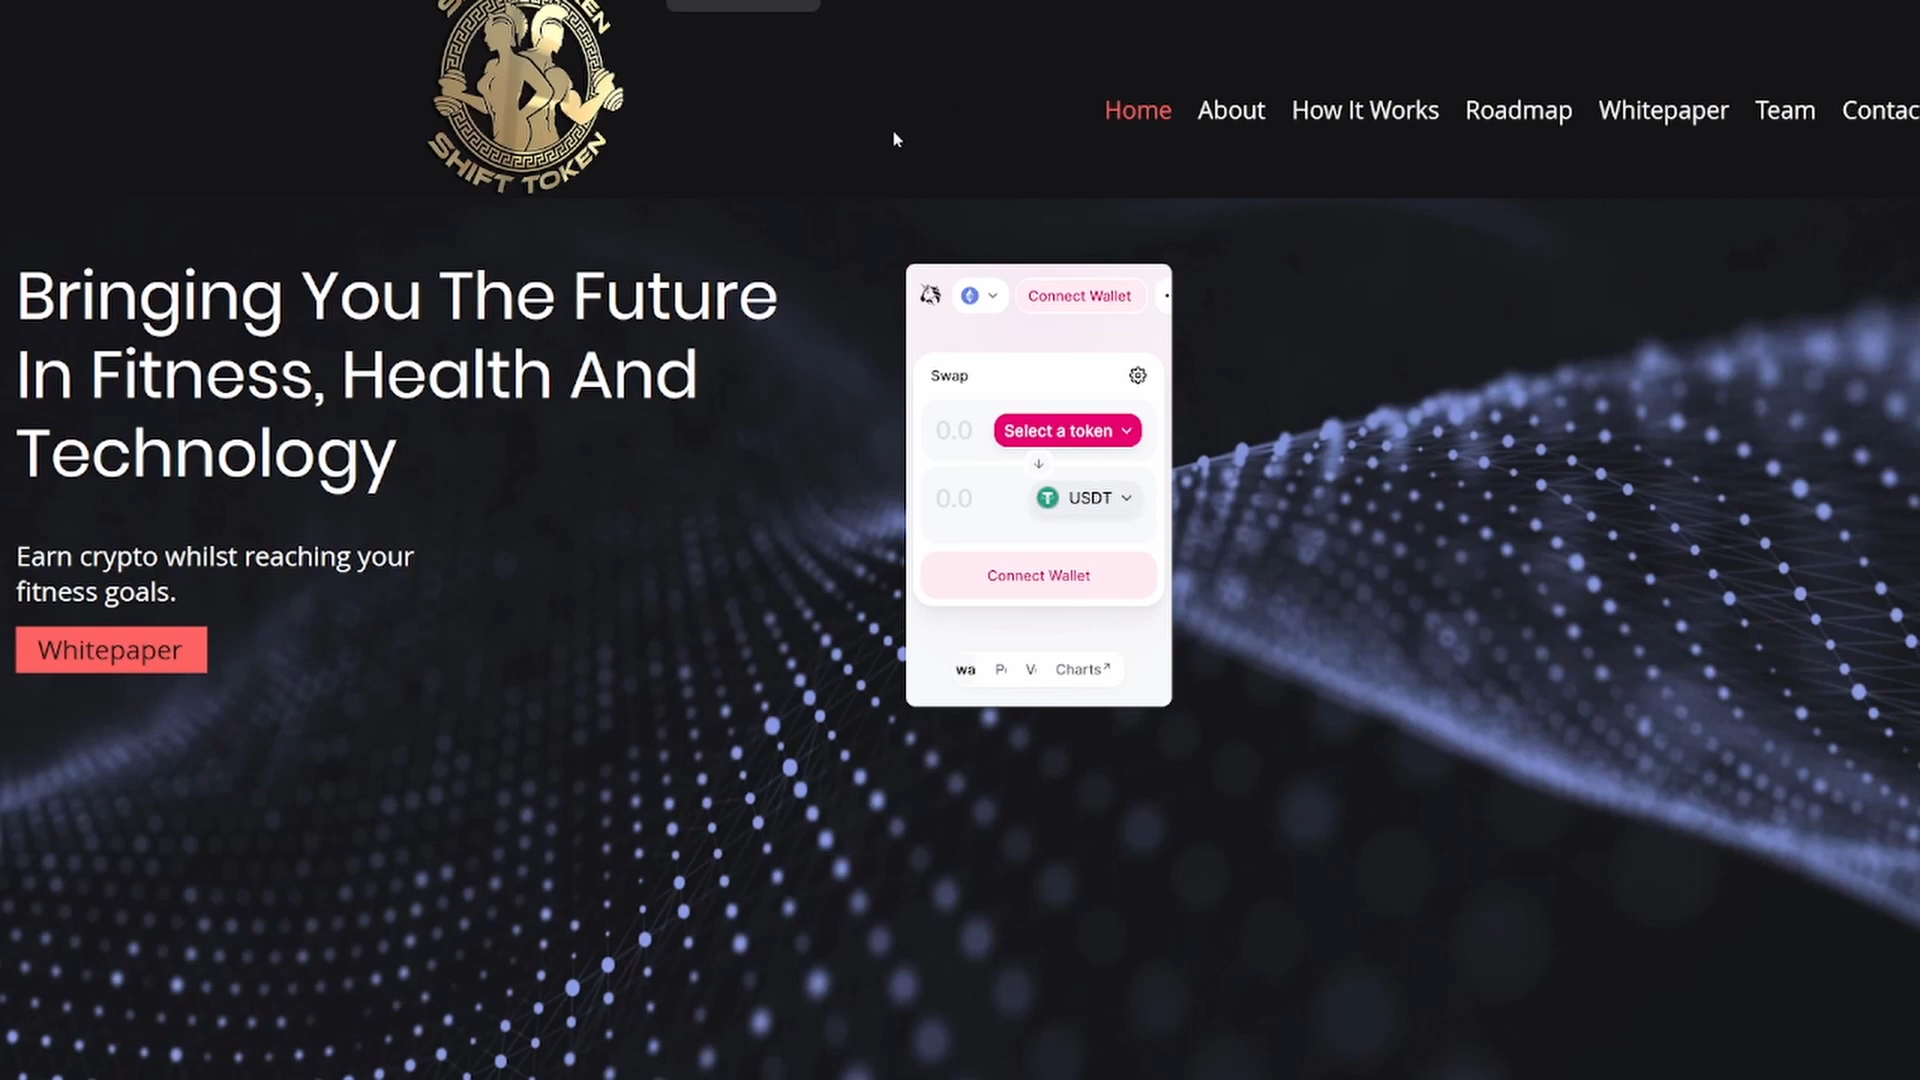 SHIFT TOKEN
Home About How It Works Roadmap Whitepaper Team Contac
Bringing You The Future
In Fitness, Health And
Technology
Earn crypto whilst reaching your
fitness goals.
Whitepaper
Connect Wallet
Swap
0.0 Select a token
0.0 USDT
Connect Wallet
wa P V Charts